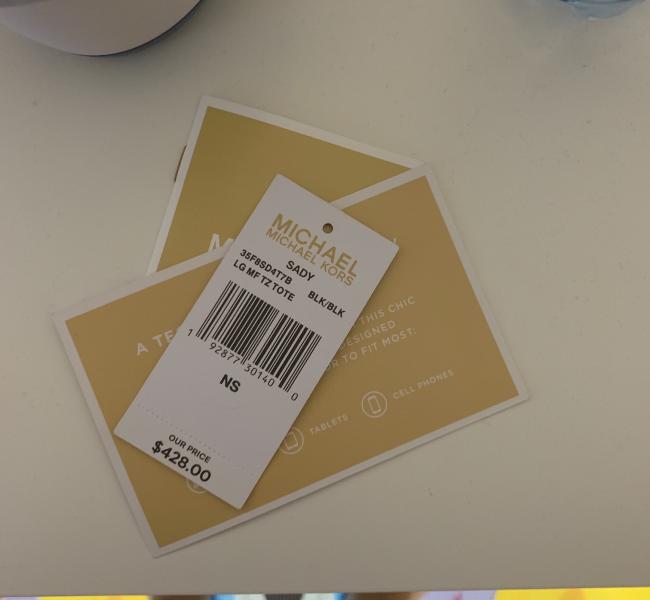 MICHAEL
MICHAEL KORS
SADY
35F8SD4T7B
LG MF TZ TOTE BLK/BLK
1 92877 30140 0
NS
OUR PRICE
$428.00
A
THIS CHIC
TO FIT MOST:
TABLETS
CELL PHONES